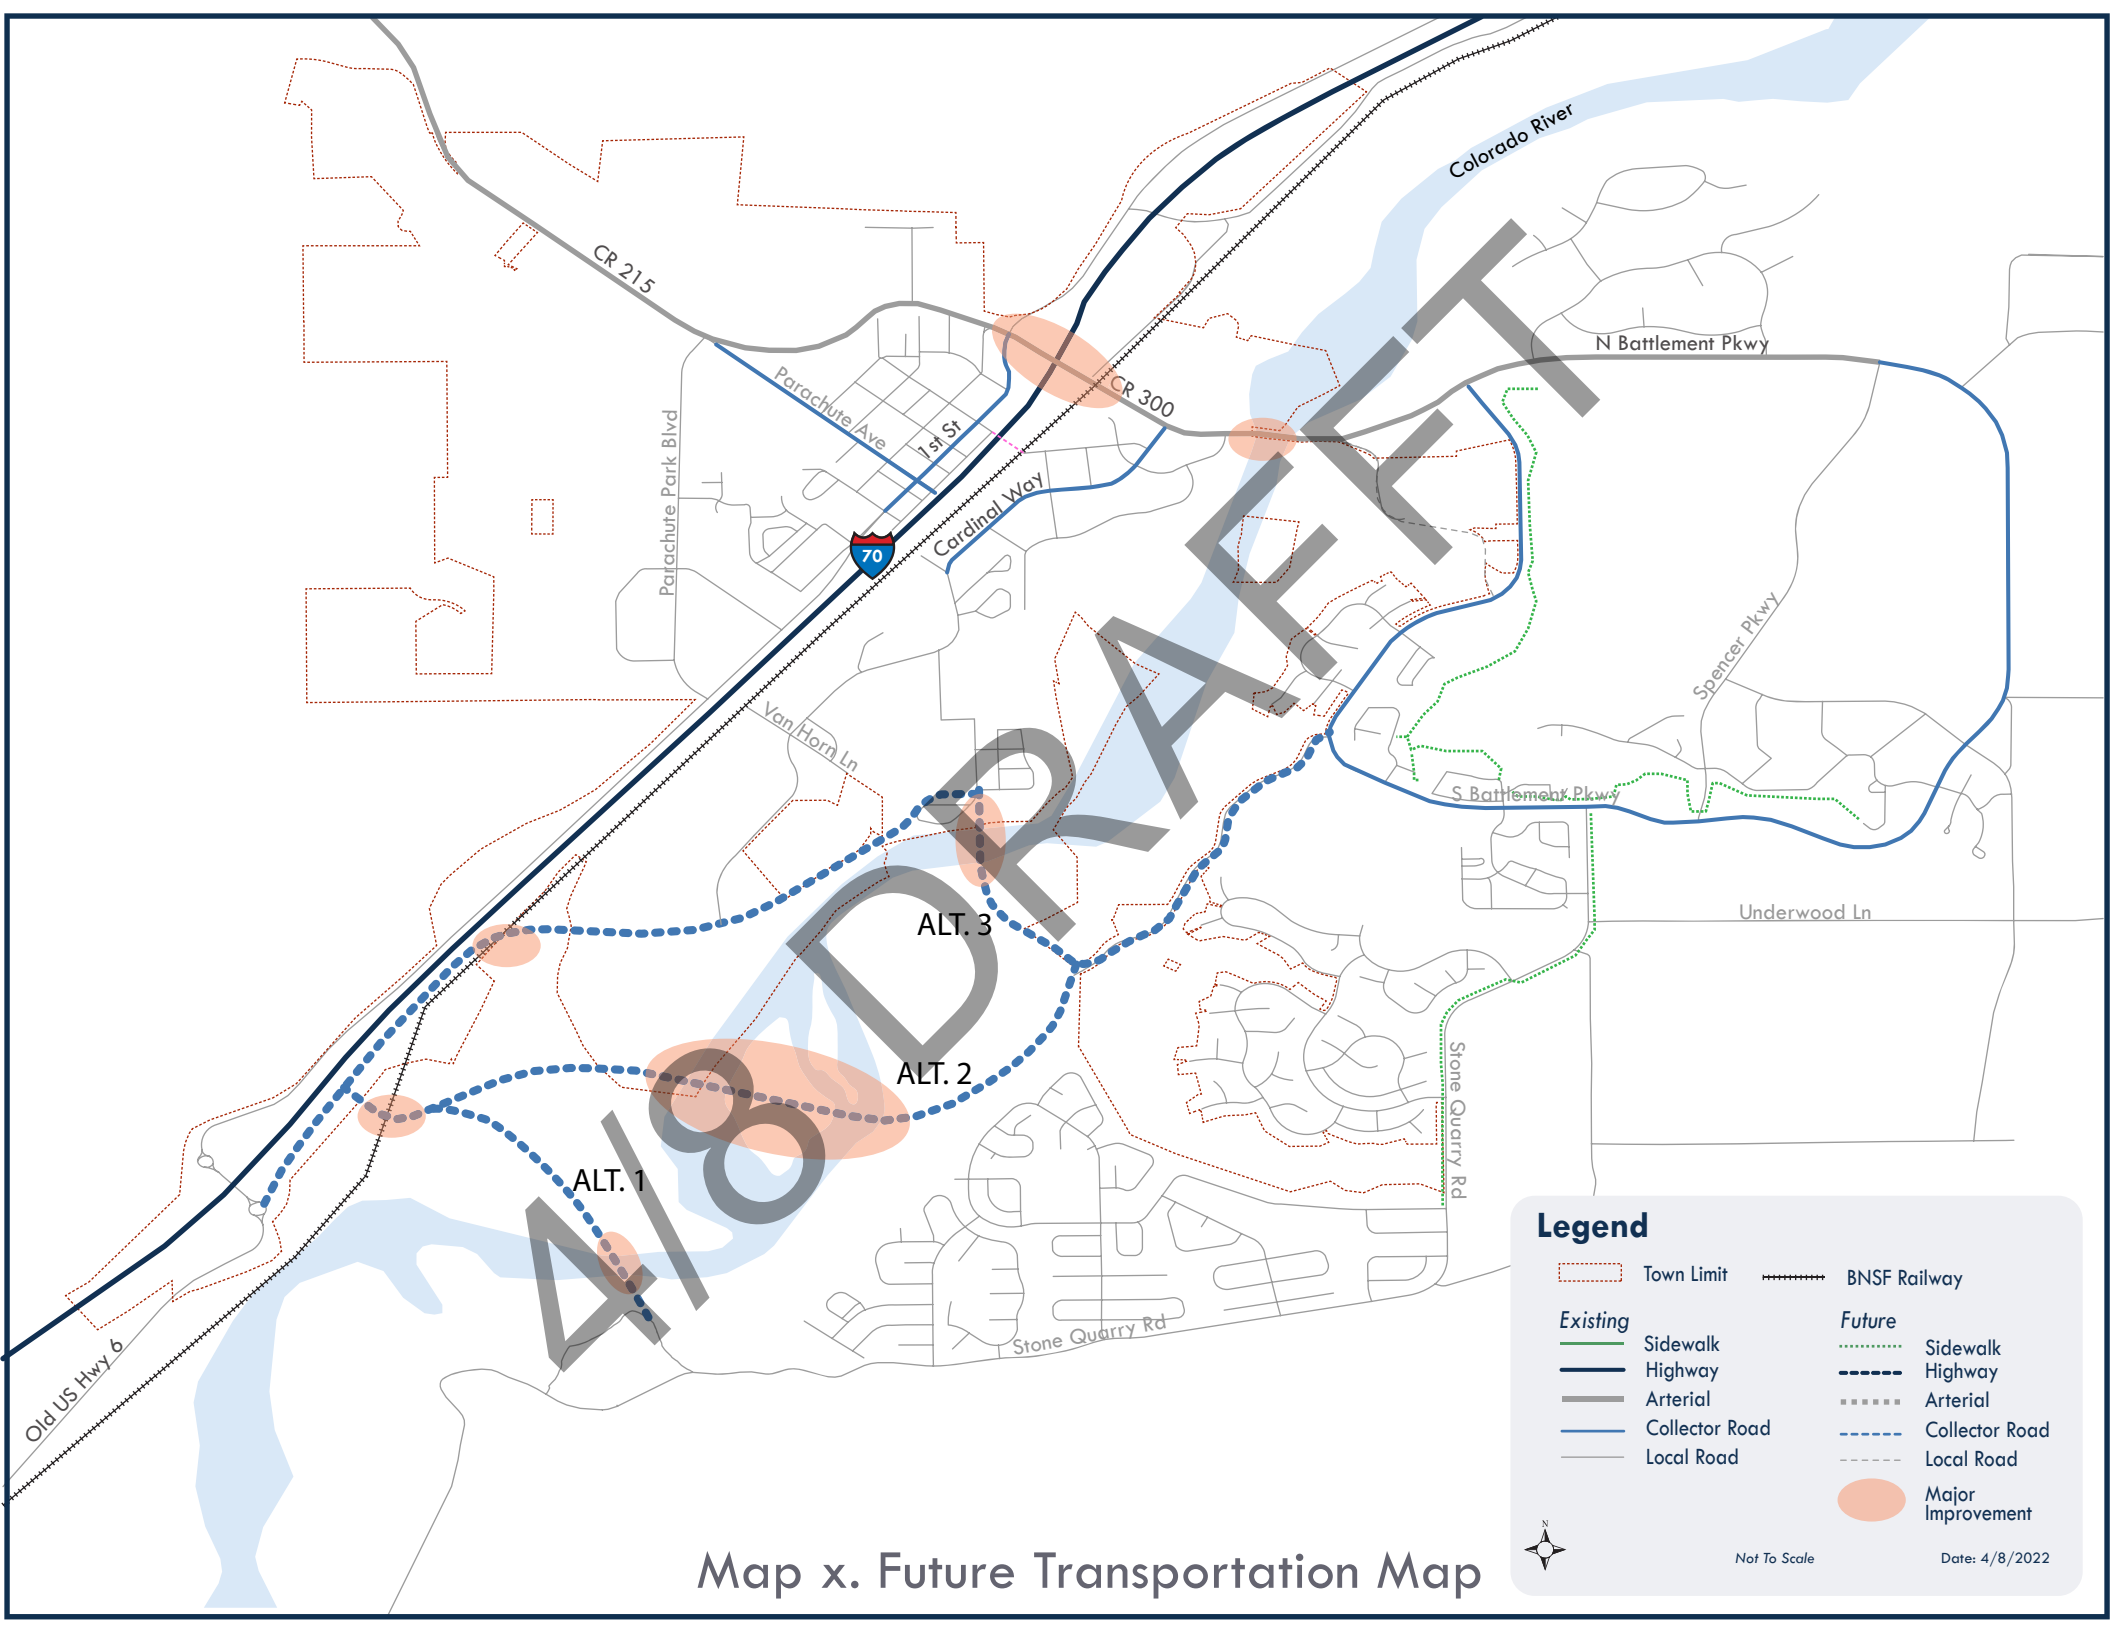 Colorado River
CR 215
N Battlement Pkwy
Parachute Ave
CR 300
Parachute Park Blvd
1st St
Cardinal Way
70
Spencer Pkwy
Van Horn Ln
S Battlement Pkwy
Underwood Ln
ALT. 3
ALT. 2
ALT. 1
Stone Quarry Rd
Stone Quarry Rd
Old US Hwy 6
4/8 DRAFT
Legend
Town Limit
BNSF Railway
Existing
Sidewalk
Highway
Arterial
Collector Road
Local Road
Future
Sidewalk
Highway
Arterial
Collector Road
Local Road
Major
Improvement
N
Not To Scale
Date: 4/8/2022
Map x. Future Transportation Map